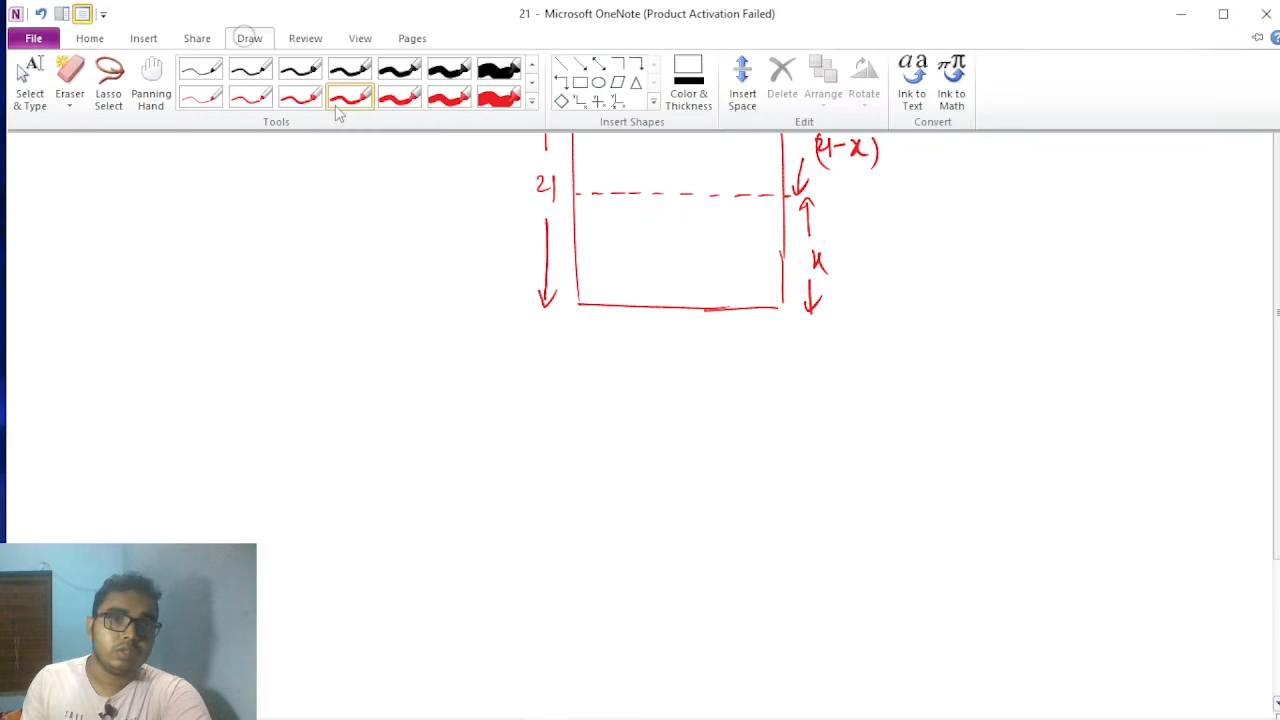 21 - Microsoft OneNote (Product Activation Failed)
File Home Insert Share Draw Review View Pages
Select & Type
Eraser
Lasso Select
Panning Hand
Color & Thickness
Insert Space
Delete
Arrange
Rotate
Ink to Text
Ink to Math
Tools
Insert Shapes
Edit
Convert
(21-x)
21
x